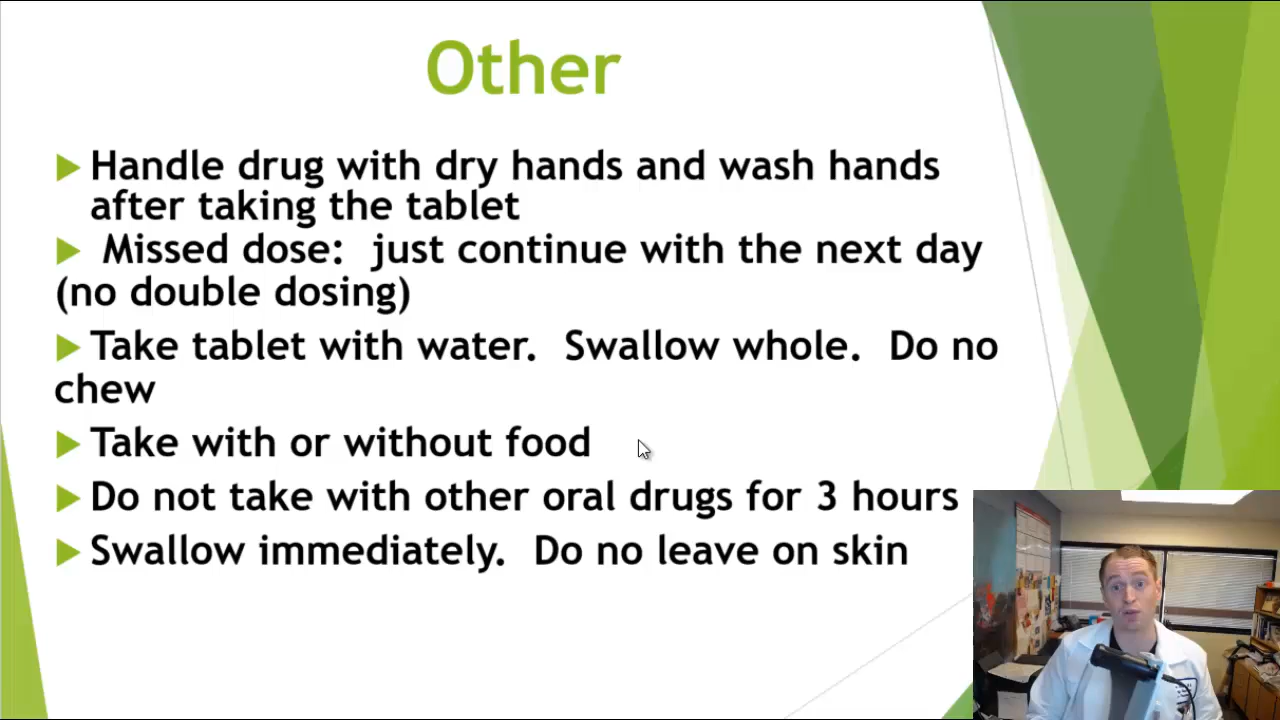 Other
Handle drug with dry hands and wash hands
after taking the tablet
Missed dose: just continue with the next day
(no double dosing)
Take tablet with water. Swallow whole. Do no
chew
Take with or without food
Do not take with other oral drugs for 3 hours
Swallow immediately. Do no leave on skin